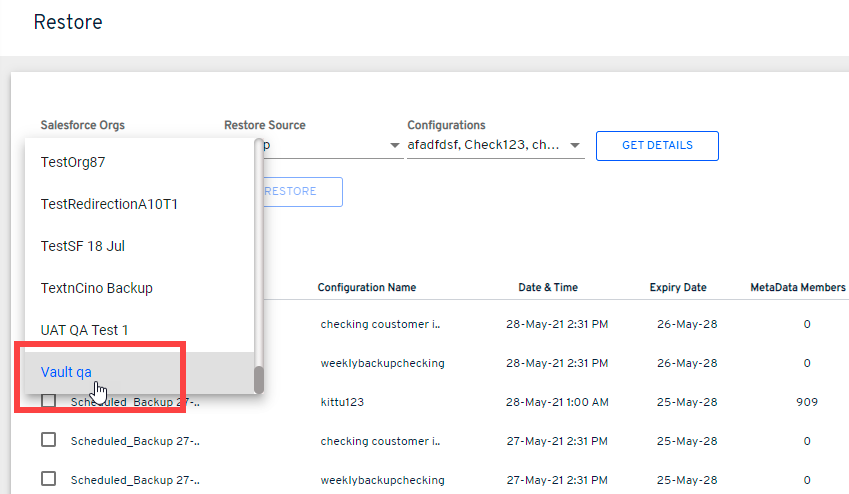 Restore
Salesforce Orgs Restore Source Configurations
p afadfdsf, Check123, ch... GET DETAILS
TestOrg87
RESTORE
TestRedirectionA10T1
TestSF 18 Jul
TextnCino Backup
Configuration Name Date & Time Expiry Date MetaData Members
UAT QA Test 1 checking coustomer i.. 28-May-21 2:31 PM 26-May-28 0
weeklybackupchecking 28-May-21 2:31 PM 26-May-28 0
Vault qa
Scheduled_Backup 27-.. kittu123 28-May-21 1:00 AM 25-May-28 909
Scheduled_Backup 27-.. checking coustomer i.. 27-May-21 2:31 PM 25-May-28 0
Scheduled_Backup 27-.. weeklybackupchecking 27-May-21 2:31 PM 25-May-28 0